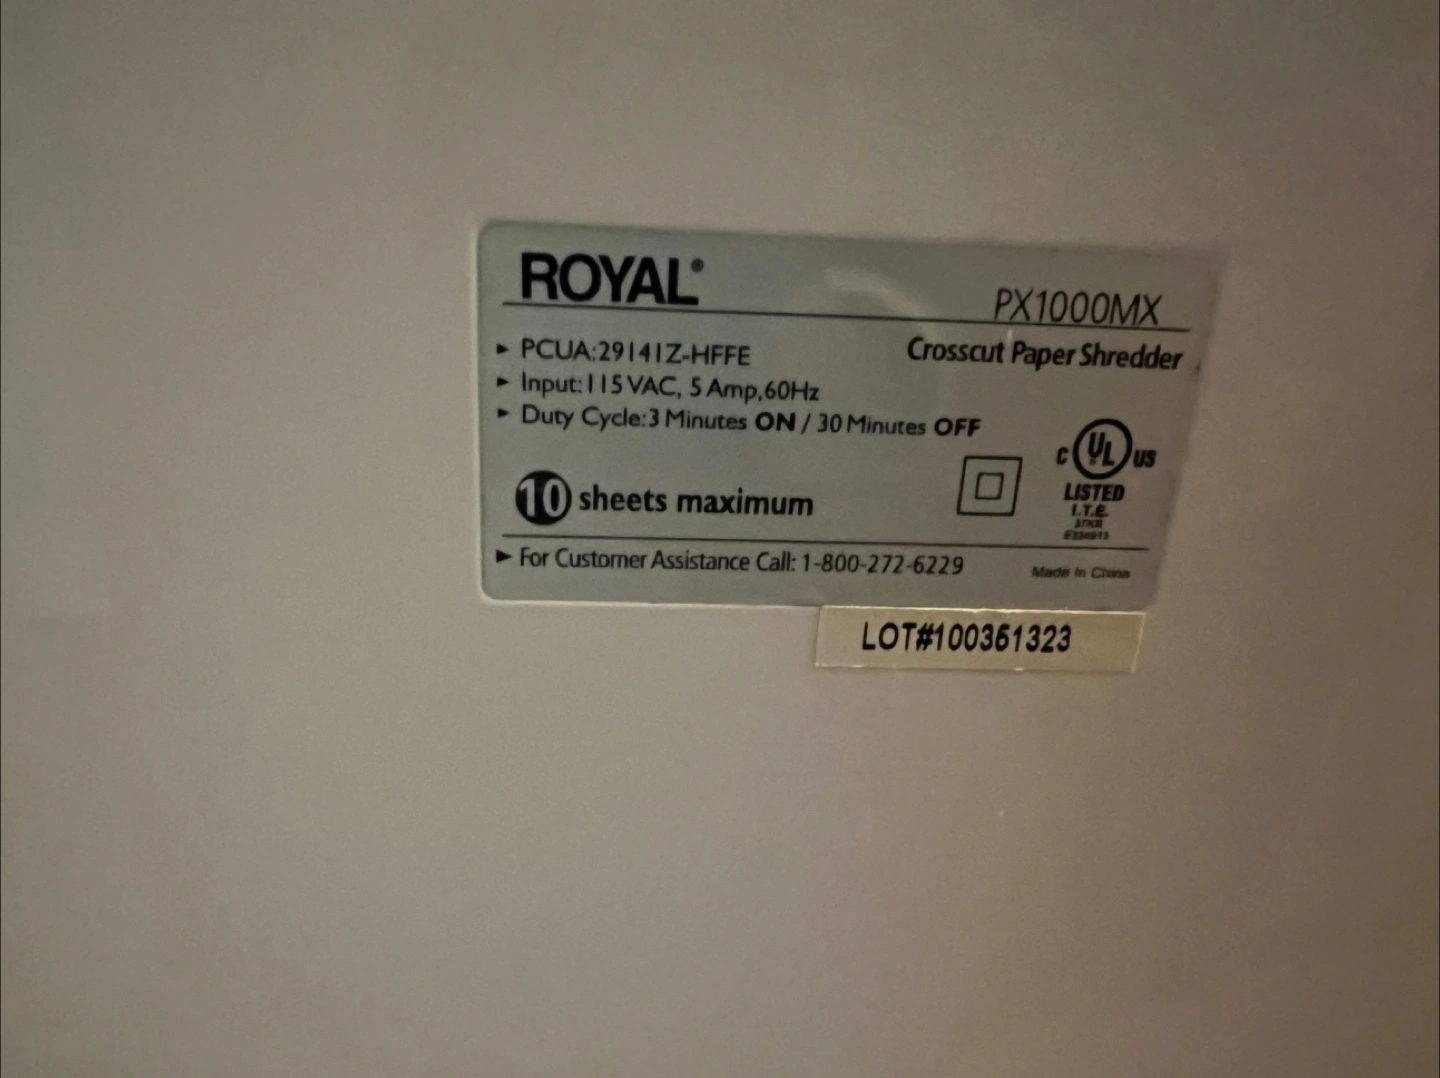 ROYAL®
PX1000MX
Crosscut Paper Shredder
► PCUA:29141Z-HFFE
► Input:115 VAC, 5 Amp,60Hz
► Duty Cycle:3 Minutes ON / 30 Minutes OFF
10 sheets maximum
C UL US
LISTED
I.T.E.
► For Customer Assistance Call: 1-800-272-6229
Made In China
LOT#100361323